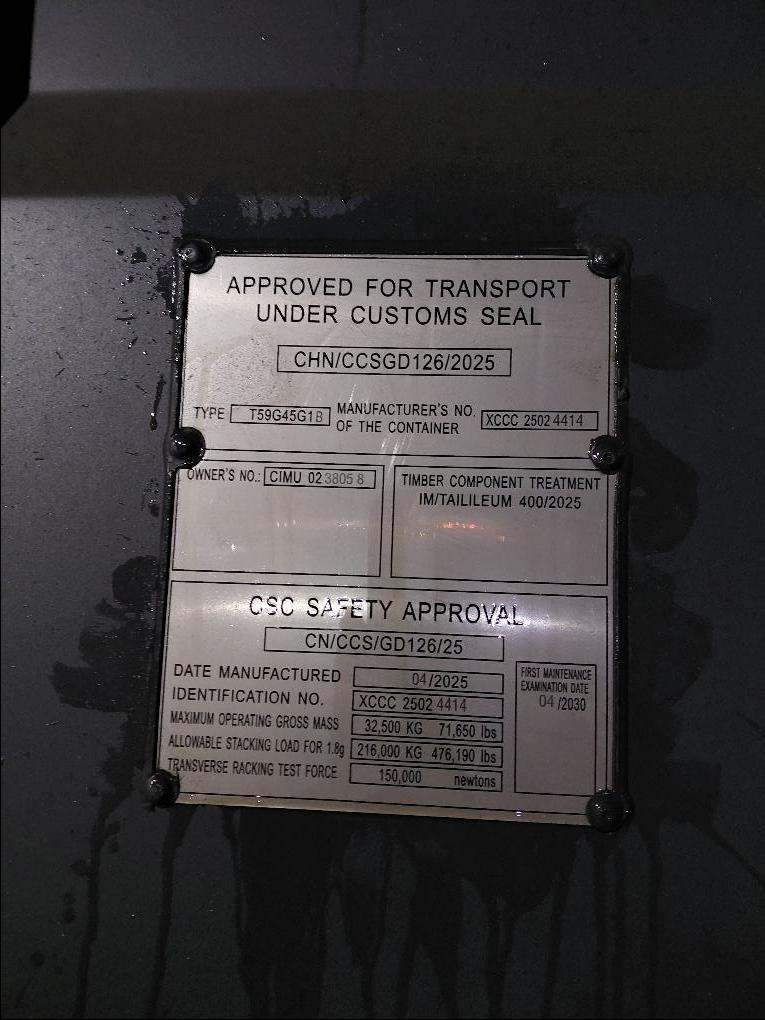 APPROVED FOR TRANSPORT
UNDER CUSTOMS SEAL
CHN/CCSGD126/2025
TYPE T59G45G1B MANUFACTURER'S NO. OF THE CONTAINER XCCC 2502 4414
OWNER'S NO.: CIMU 02 3805 8
TIMBER COMPONENT TREATMENT
IM/TAILILEUM 400/2025
CSC SAFETY APPROVAL
CN/CCS/GD126/25
DATE MANUFACTURED 04/2025
IDENTIFICATION NO. XCCC 2502 4414
MAXIMUM OPERATING GROSS MASS 32,500 KG 71,650 lbs
ALLOWABLE STACKING LOAD FOR 1.8g 216,000 KG 476,190 lbs
TRANSVERSE RACKING TEST FORCE 150,000 newtons
FIRST MAINTENANCE
EXAMINATION DATE
04 /2030